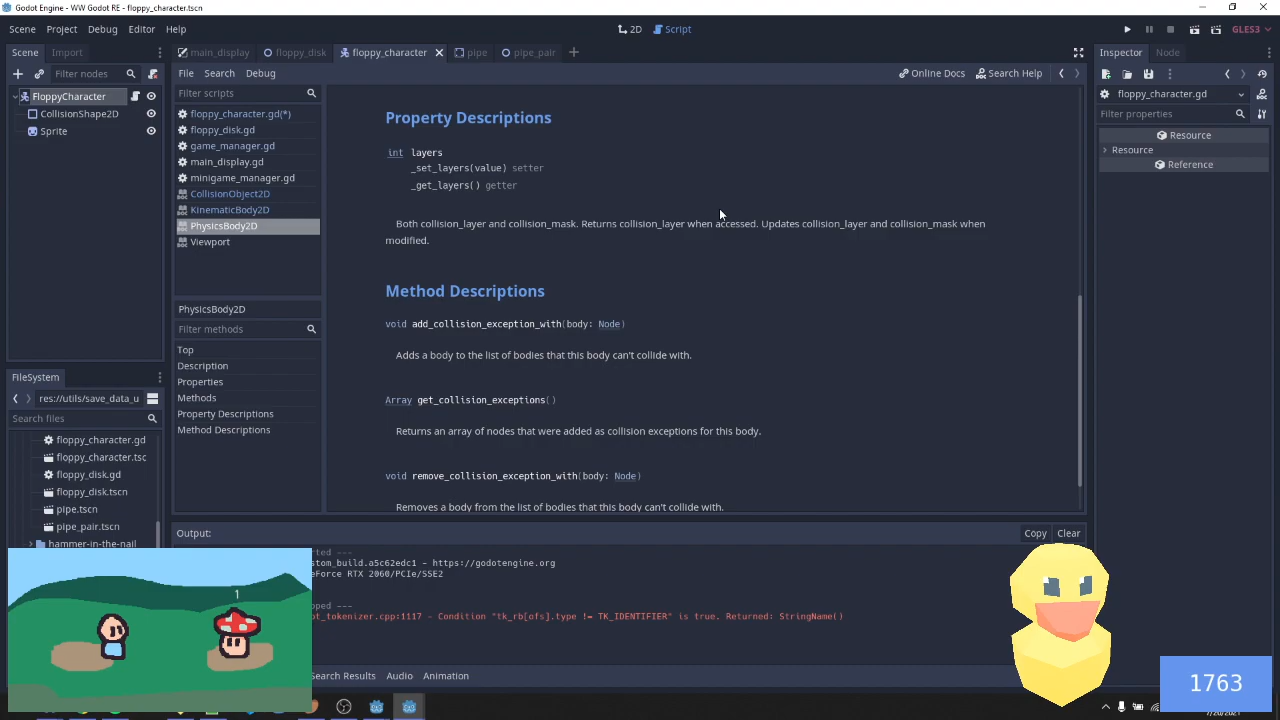 Godot Engine - WW Godot RE - floppy_character.tscn
Scene Project Debug Editor Help
2D Script
GLES3
Scene Import
main_display floppy_disk floppy_character pipe pipe_pair
Inspector Node
Filter nodes
File Search Debug
Online Docs Search Help
FloppyCharacter
CollisionShape2D
Sprite
Filter scripts
floppy_character.gd(*)
floppy_disk.gd
game_manager.gd
main_display.gd
minigame_manager.gd
CollisionObject2D
KinematicBody2D
PhysicsBody2D
Viewport
PhysicsBody2D
Filter methods
Top
Description
Properties
Methods
Property Descriptions
Method Descriptions
Property Descriptions
int layers
_set_layers(value) setter
_get_layers() getter
Both collision_layer and collision_mask. Returns collision_layer when accessed. Updates collision_layer and collision_mask when
modified.
Method Descriptions
void add_collision_exception_with(body: Node)
Adds a body to the list of bodies that this body can't collide with.
Array get_collision_exceptions()
Returns an array of nodes that were added as collision exceptions for this body.
void remove_collision_exception_with(body: Node)
Removes a body from the list of bodies that this body can't collide with.
floppy_character.gd
Filter properties
Resource
Resource
Reference
FileSystem
res://utils/save_data_u
Search files
floppy_character.gd
floppy_character.tsc
floppy_disk.gd
floppy_disk.tscn
pipe.tscn
pipe_pair.tscn
hammer-in-the-nail
Output:
Copy Clear
rted ---
stom_build.a5c62edc1 - https://godotengine.org
eForce RTX 2060/PCIe/SSE2
pped ---
ot_tokenizer.cpp:1117 - Condition "tk_rb[ofs].type != TK_IDENTIFIER" is true. Returned: StringName()
earch Results Audio Animation
1
1763